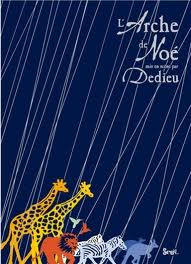 L'Arche
de Noé
mis en scène par
Dedieu
Seuil